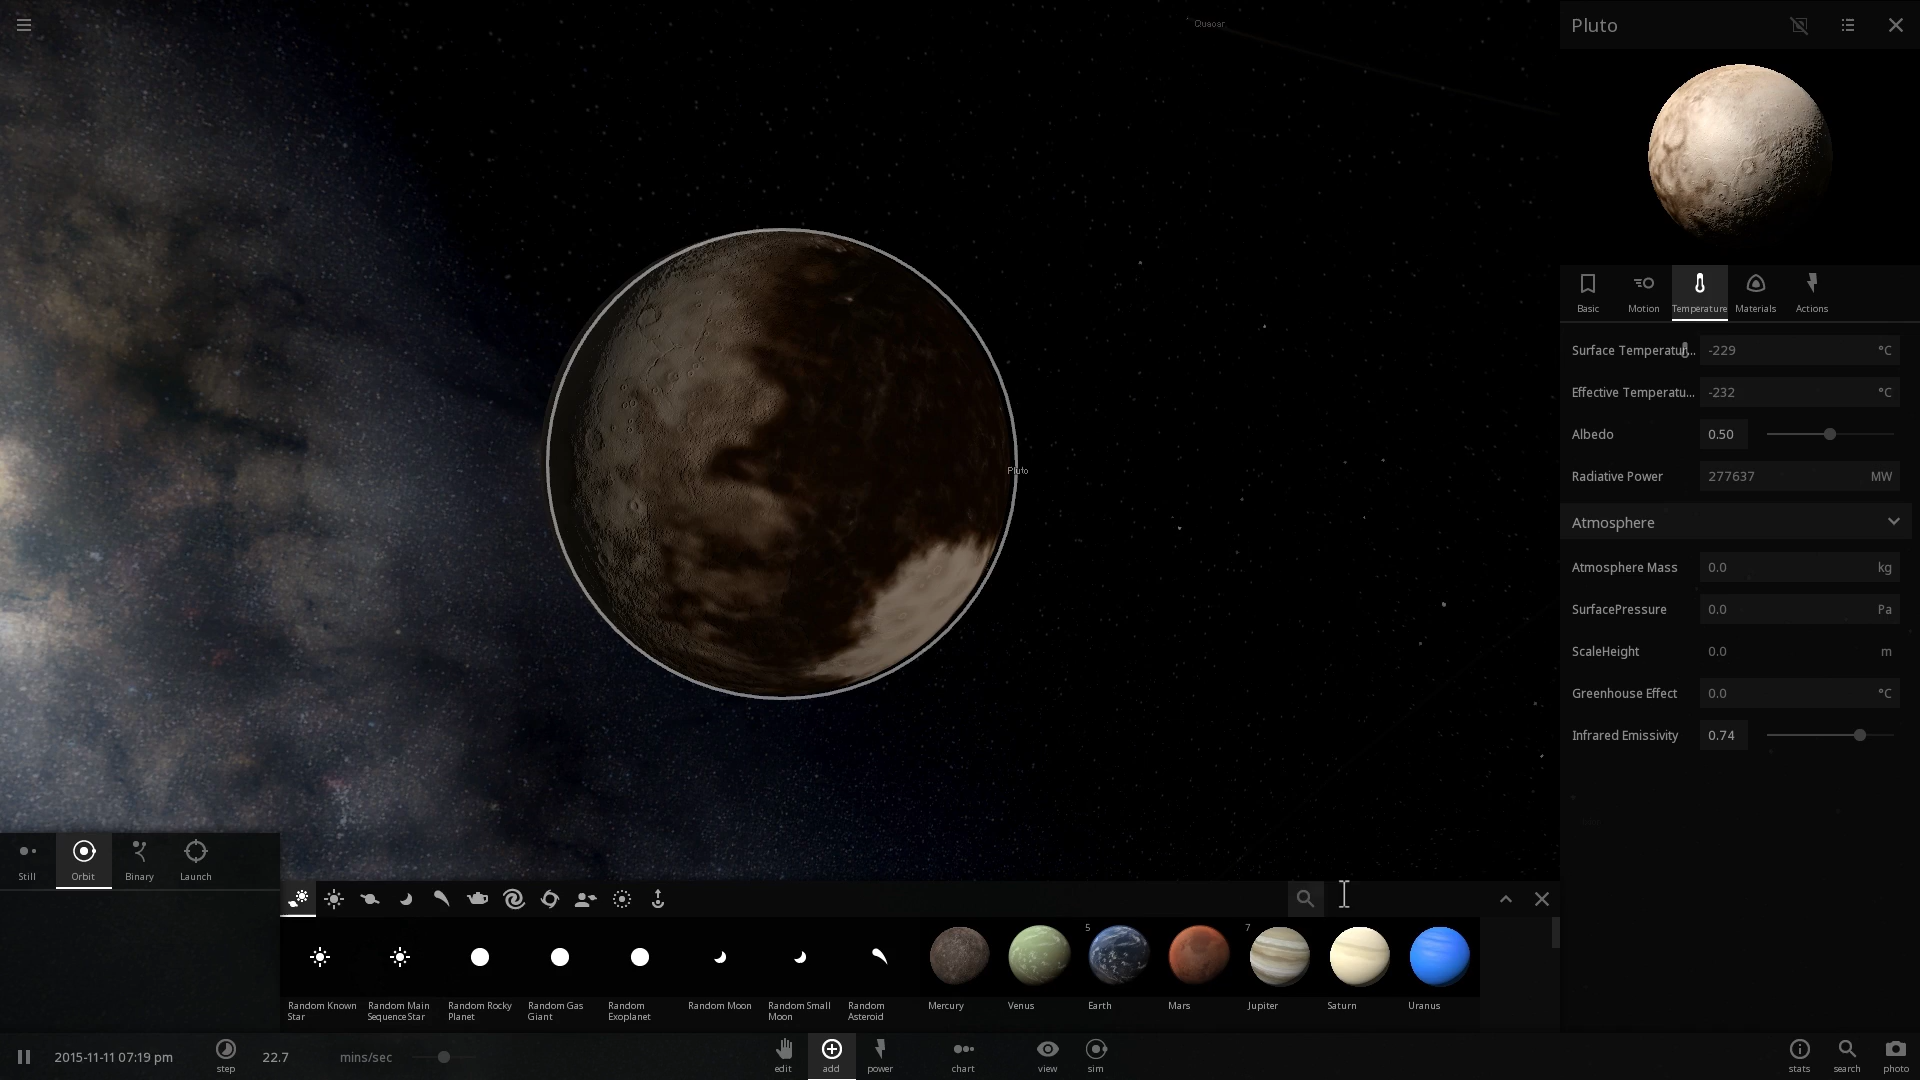 Quaoar
Pluto
Basic
Motion
Temperature
Materials
Actions
Surface Temperatur...
-229
°C
Effective Temperatu...
-232
°C
Albedo
0.50
Radiative Power
277637
MW
Atmosphere
Atmosphere Mass
0.0
kg
SurfacePressure
0.0
Pa
ScaleHeight
0.0
m
Greenhouse Effect
0.0
°C
Infrared Emissivity
0.74
Pluto
Still
Orbit
Binary
Launch
5
7
Random Known
Star
Random Main
Sequence Star
Random Rocky
Planet
Random Gas
Giant
Random
Exoplanet
Random Moon
Random Small
Moon
Random
Asteroid
Mercury
Venus
Earth
Mars
Jupiter
Saturn
Uranus
2015-11-11 07:19 pm
step
22.7
mins/sec
edit
add
power
chart
view
sim
stats
search
photo